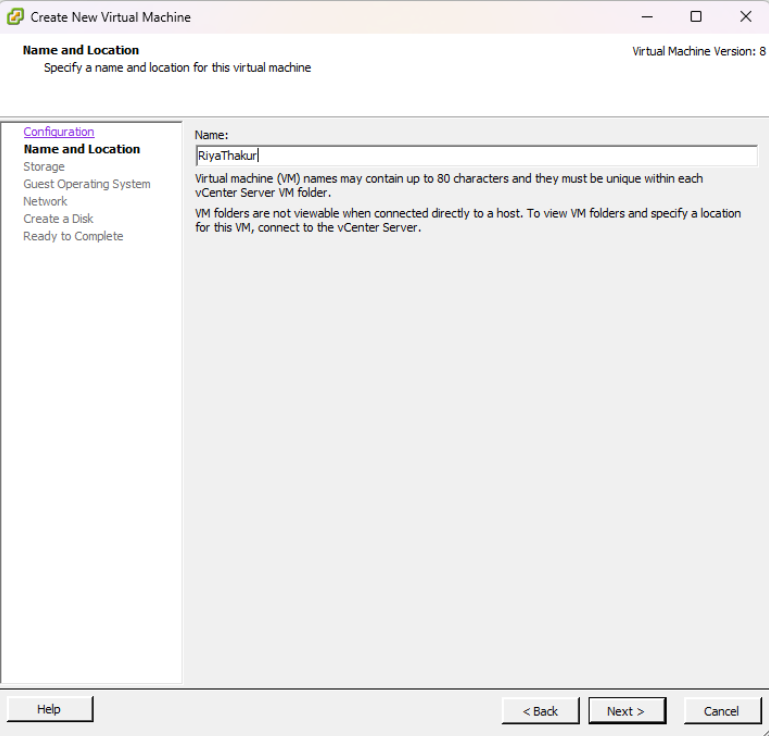 Create New Virtual Machine
Name and Location
Specify a name and location for this virtual machine
Virtual Machine Version: 8
Configuration
Name and Location
Storage
Guest Operating System
Network
Create a Disk
Ready to Complete
Name:
RiyaThakur
Virtual machine (VM) names may contain up to 80 characters and they must be unique within each
vCenter Server VM folder.
VM folders are not viewable when connected directly to a host. To view VM folders and specify a location
for this VM, connect to the vCenter Server.
Help
< Back
Next >
Cancel